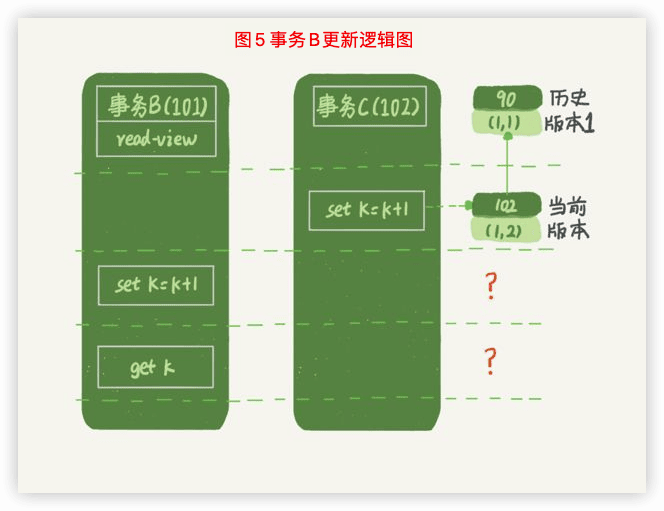 图5事务B更新逻辑图
事务B(101)
read-view
事务C(102)
90
(1,1)
历史
版本1
set k=k+1
102
(1,2)
当前
版本
set k=k+1
?
get k
?